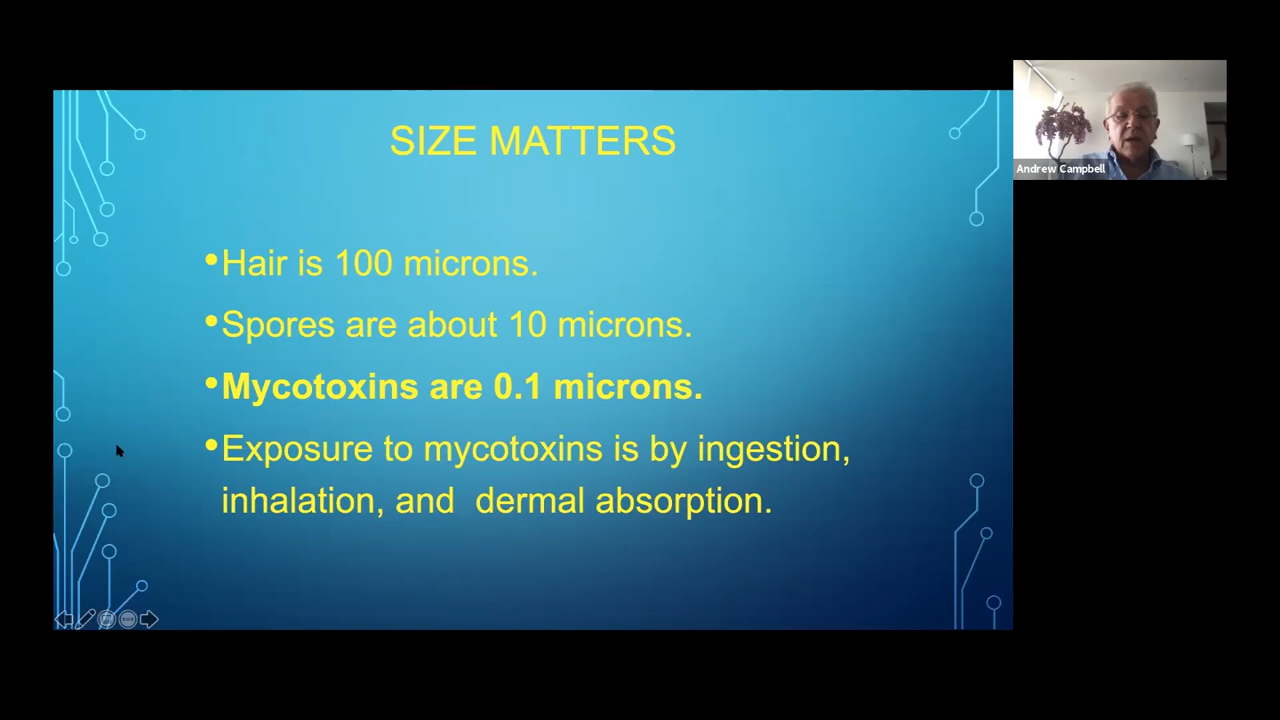 SIZE MATTERS
•Hair is 100 microns.
•Spores are about 10 microns.
•Mycotoxins are 0.1 microns.
•Exposure to mycotoxins is by ingestion,
inhalation, and  dermal absorption.
Andrew Campbell